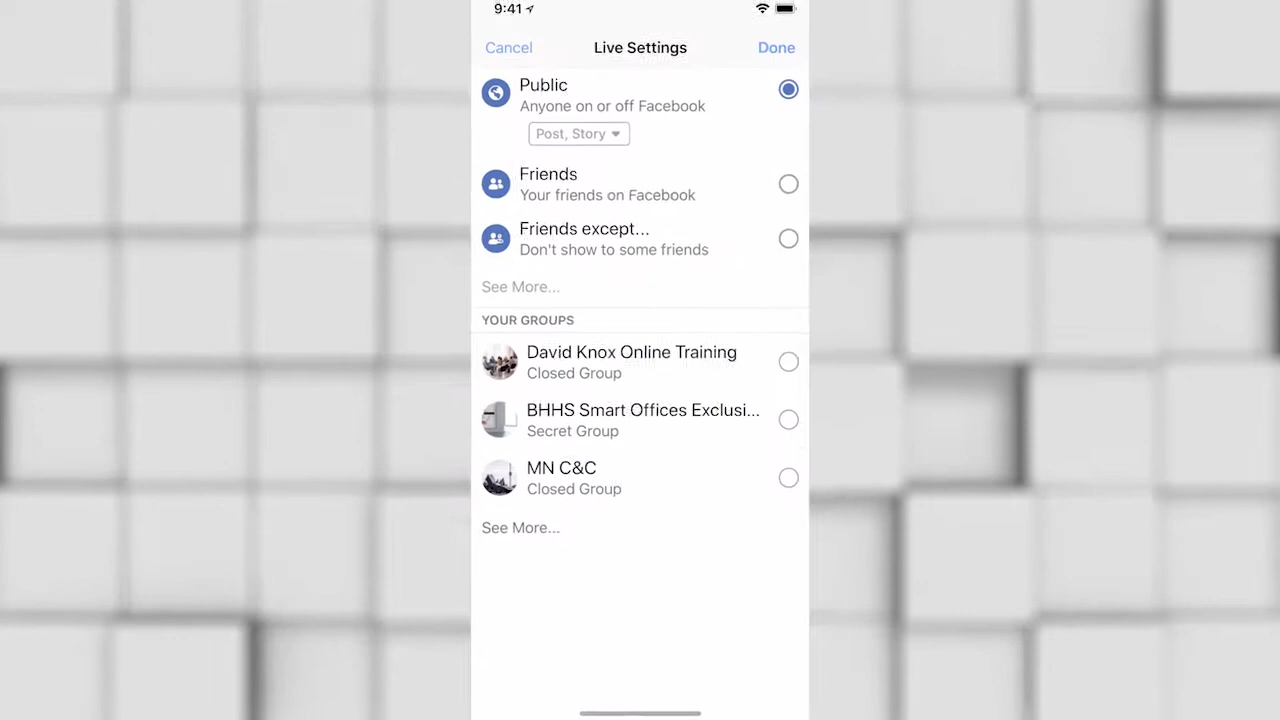 9:41
Cancel Live Settings Done
Public
Anyone on or off Facebook
Post, Story
Friends
Your friends on Facebook
Friends except...
Don't show to some friends
See More...
YOUR GROUPS
David Knox Online Training
Closed Group
BHHS Smart Offices Exclusi...
Secret Group
MN C&C
Closed Group
See More...